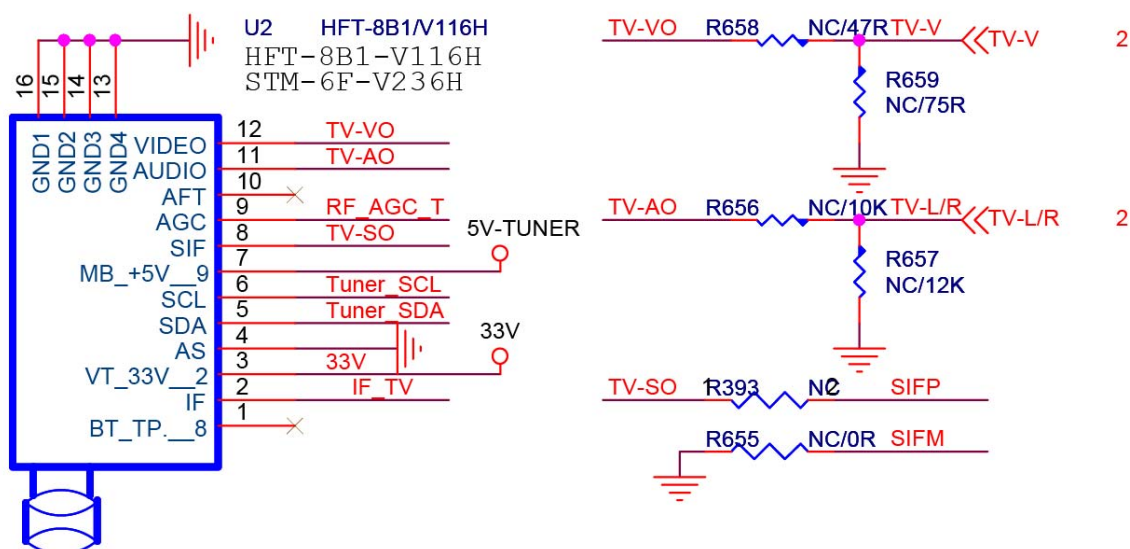 U2 HFT-8B1/V116H
HFT-8B1-V116H
STM-6F-V236H
16
15
14
13
GND1
GND2
GND3
GND4
VIDEO 12 TV-VO
AUDIO 11 TV-AO
AFT 10
AGC 9 RF_AGC_T
SIF 8 TV-SO
MB_+5V__9 7 5V-TUNER
SCL 6 Tuner_SCL
SDA 5 Tuner_SDA
AS 4
VT_33V__2 3 33V 33V
IF 2 IF_TV
BT_TP.__8 1
TV-VO R658 NC/47R TV-V TV-V 2
R659
NC/75R
TV-AO R656 NC/10K TV-L/R TV-L/R 2
R657
NC/12K
TV-SO 1 R393 NC 2 SIFP
R655 NC/0R SIFM